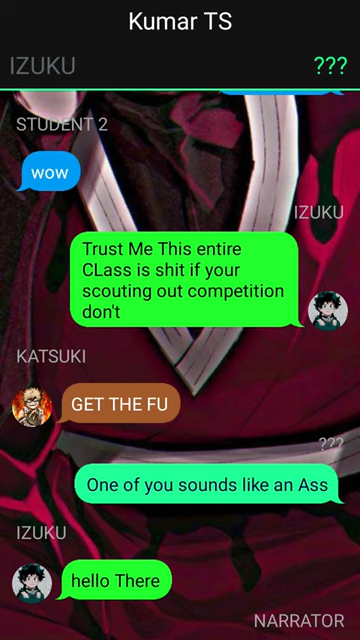 Kumar TS
IZUKU ???
STUDENT 2
wow
IZUKU
Trust Me This entire
CLass is shit if your
scouting out competition
don't
KATSUKI
GET THE FU
???
One of you sounds like an Ass
IZUKU
hello There
NARRATOR